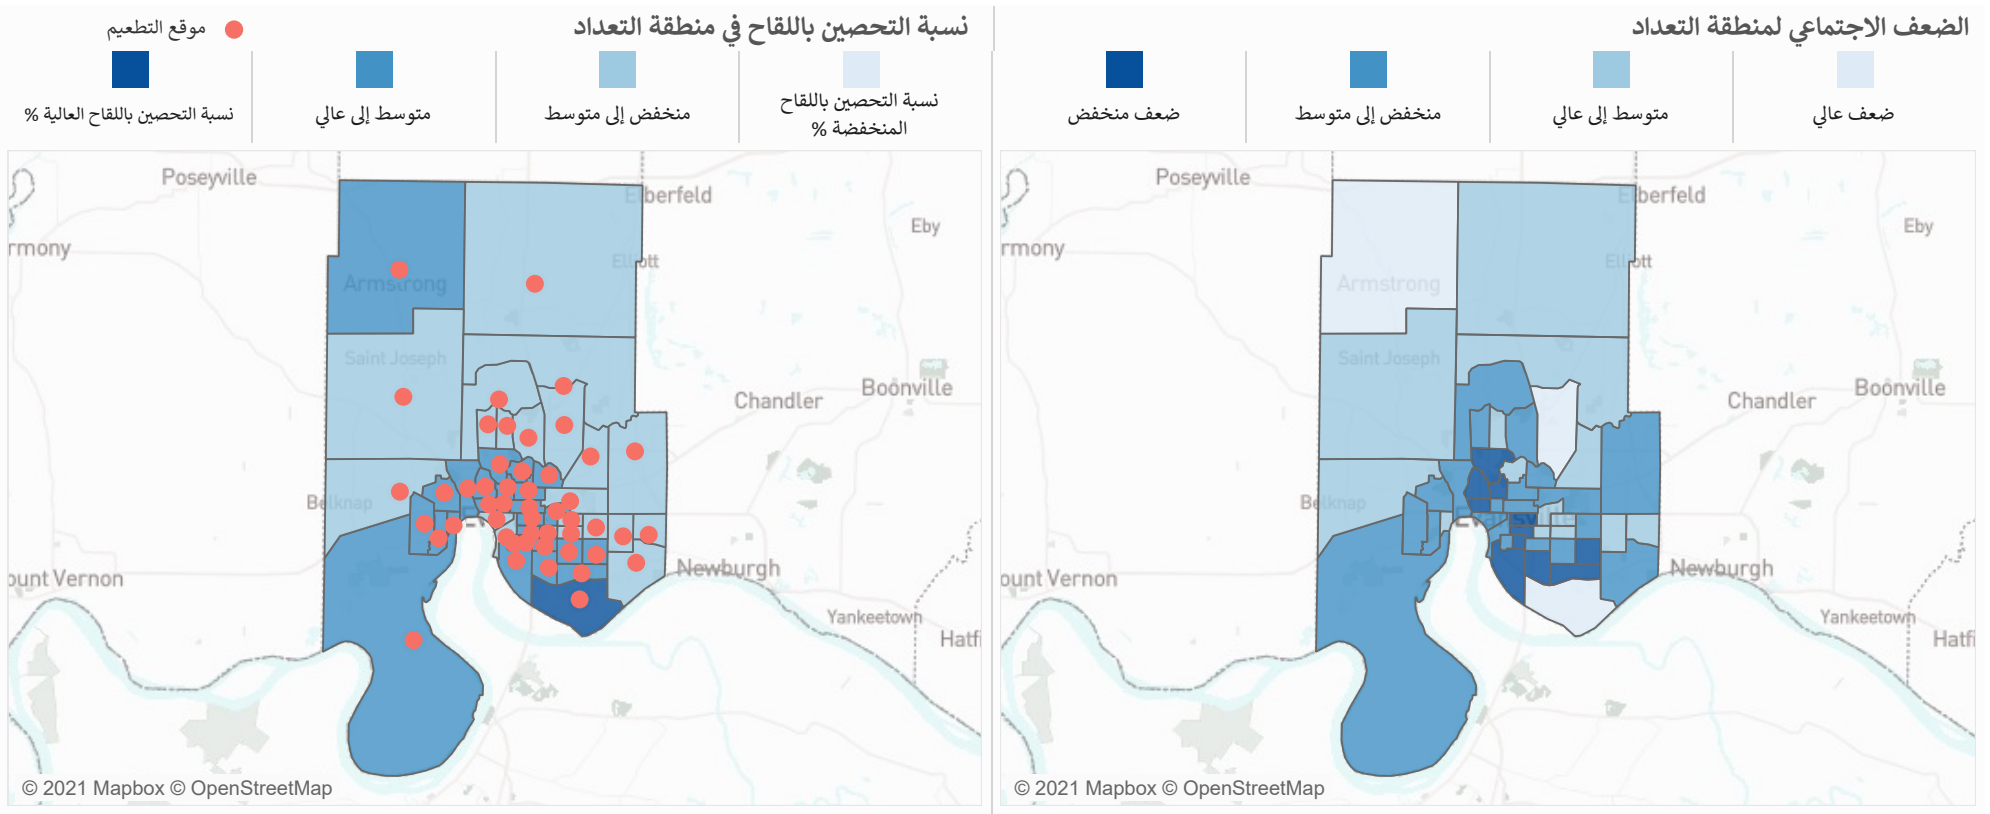 الضعف الاجتماعي لمنطقة التعداد
ضعف عالي
متوسط إلى عالي
منخفض إلى متوسط
ضعف منخفض
Poseyville
Elberfeld
Eby
rmony
Elliott
Armstrong
Saint Joseph
Boonville
Chandler
Belknap
Evansville
ount Vernon
Newburgh
Yankeetown
Hatfi
© 2021 Mapbox © OpenStreetMap
نسبة التحصين باللقاح في منطقة التعداد
موقع التطعيم
نسبة التحصين باللقاح
المنخفضة %
منخفض إلى متوسط
متوسط إلى عالي
نسبة التحصين باللقاح العالية %
Poseyville
Elberfeld
Eby
rmony
Elliott
Armstrong
Saint Joseph
Boonville
Chandler
Belknap
ount Vernon
Newburgh
Yankeetown
Hatfi
© 2021 Mapbox © OpenStreetMap